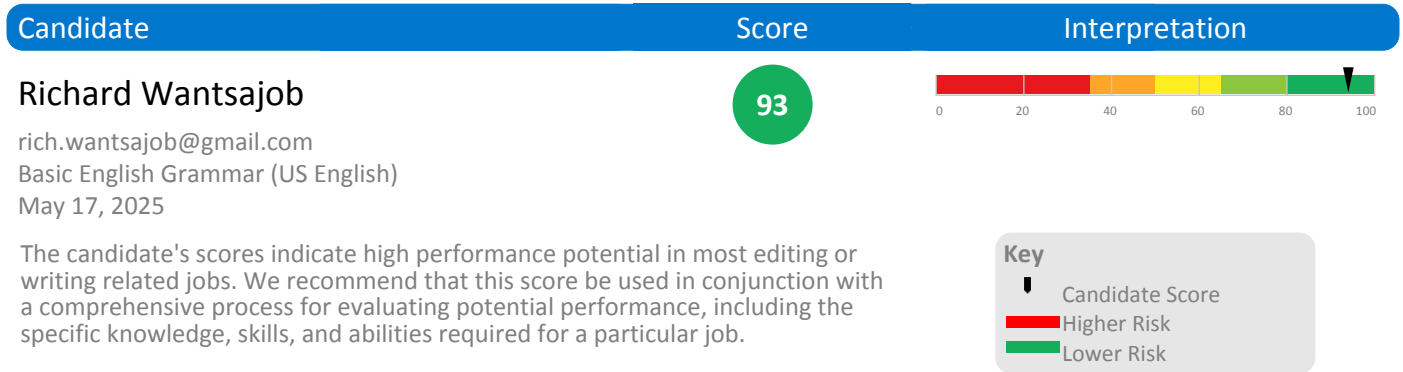 Candidate Score Interpretation
Richard Wantsajob
93
0 20 40 60 80 100
rich.wantsajob@gmail.com
Basic English Grammar (US English)
May 17, 2025
The candidate's scores indicate high performance potential in most editing or
writing related jobs. We recommend that this score be used in conjunction with
a comprehensive process for evaluating potential performance, including the
specific knowledge, skills, and abilities required for a particular job.
Key
Candidate Score
Higher Risk
Lower Risk